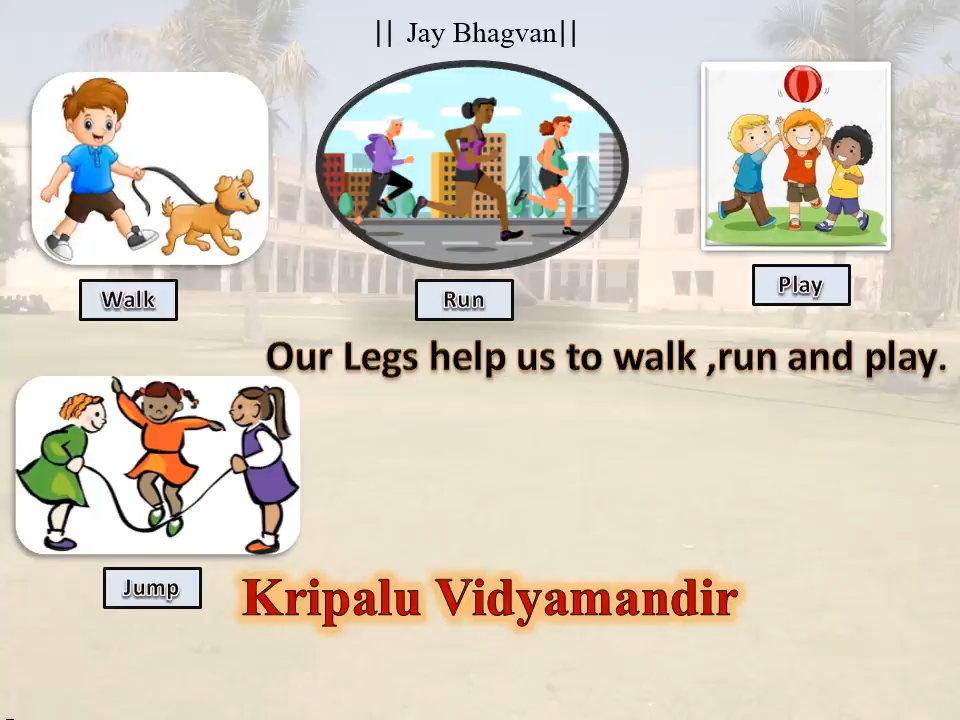 || Jay Bhagvan||
Walk
Run
Play
Our Legs help us to walk ,run and play.
Jump
Kripalu Vidyamandir